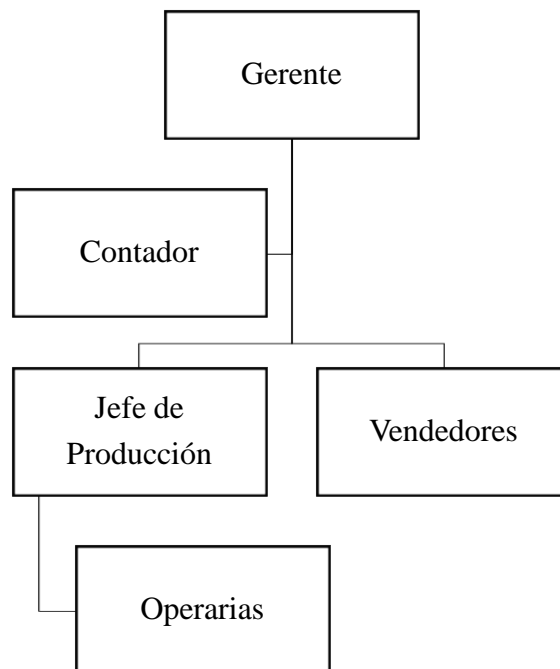 Gerente
Contador
Jefe de
Producción
Vendedores
Operarias